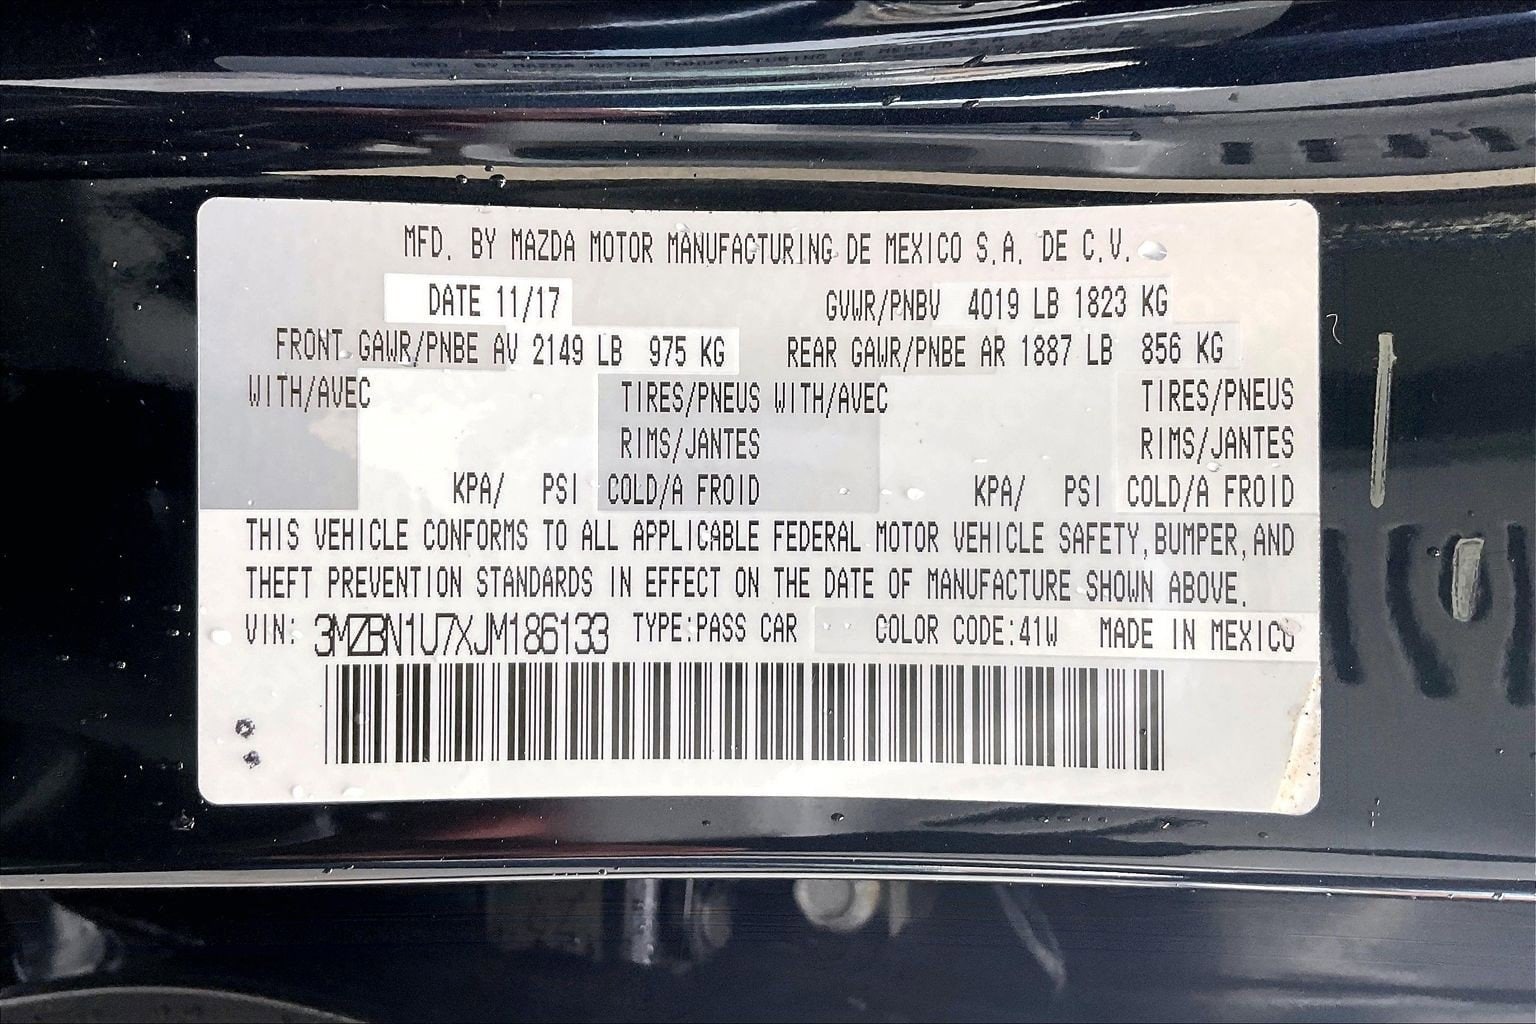 MFD. BY MAZDA MOTOR MANUFACTURING DE MEXICO S.A. DE C.V.
DATE 11/17 GVWR/PNBV 4019 LB 1823 KG
FRONT GAWR/PNBE AV 2149 LB 975 KG REAR GAWR/PNBE AR 1887 LB 856 KG
WITH/AVEC TIRES/PNEUS WITH/AVEC TIRES/PNEUS
RIMS/JANTES RIMS/JANTES
KPA/ PSI COLD/A FROID KPA/ PSI COLD/A FROID
THIS VEHICLE CONFORMS TO ALL APPLICABLE FEDERAL MOTOR VEHICLE SAFETY, BUMPER, AND
THEFT PREVENTION STANDARDS IN EFFECT ON THE DATE OF MANUFACTURE SHOWN ABOVE.
VIN: 3MZBN1U7XJM186133 TYPE:PASS CAR COLOR CODE:41W MADE IN MEXICO